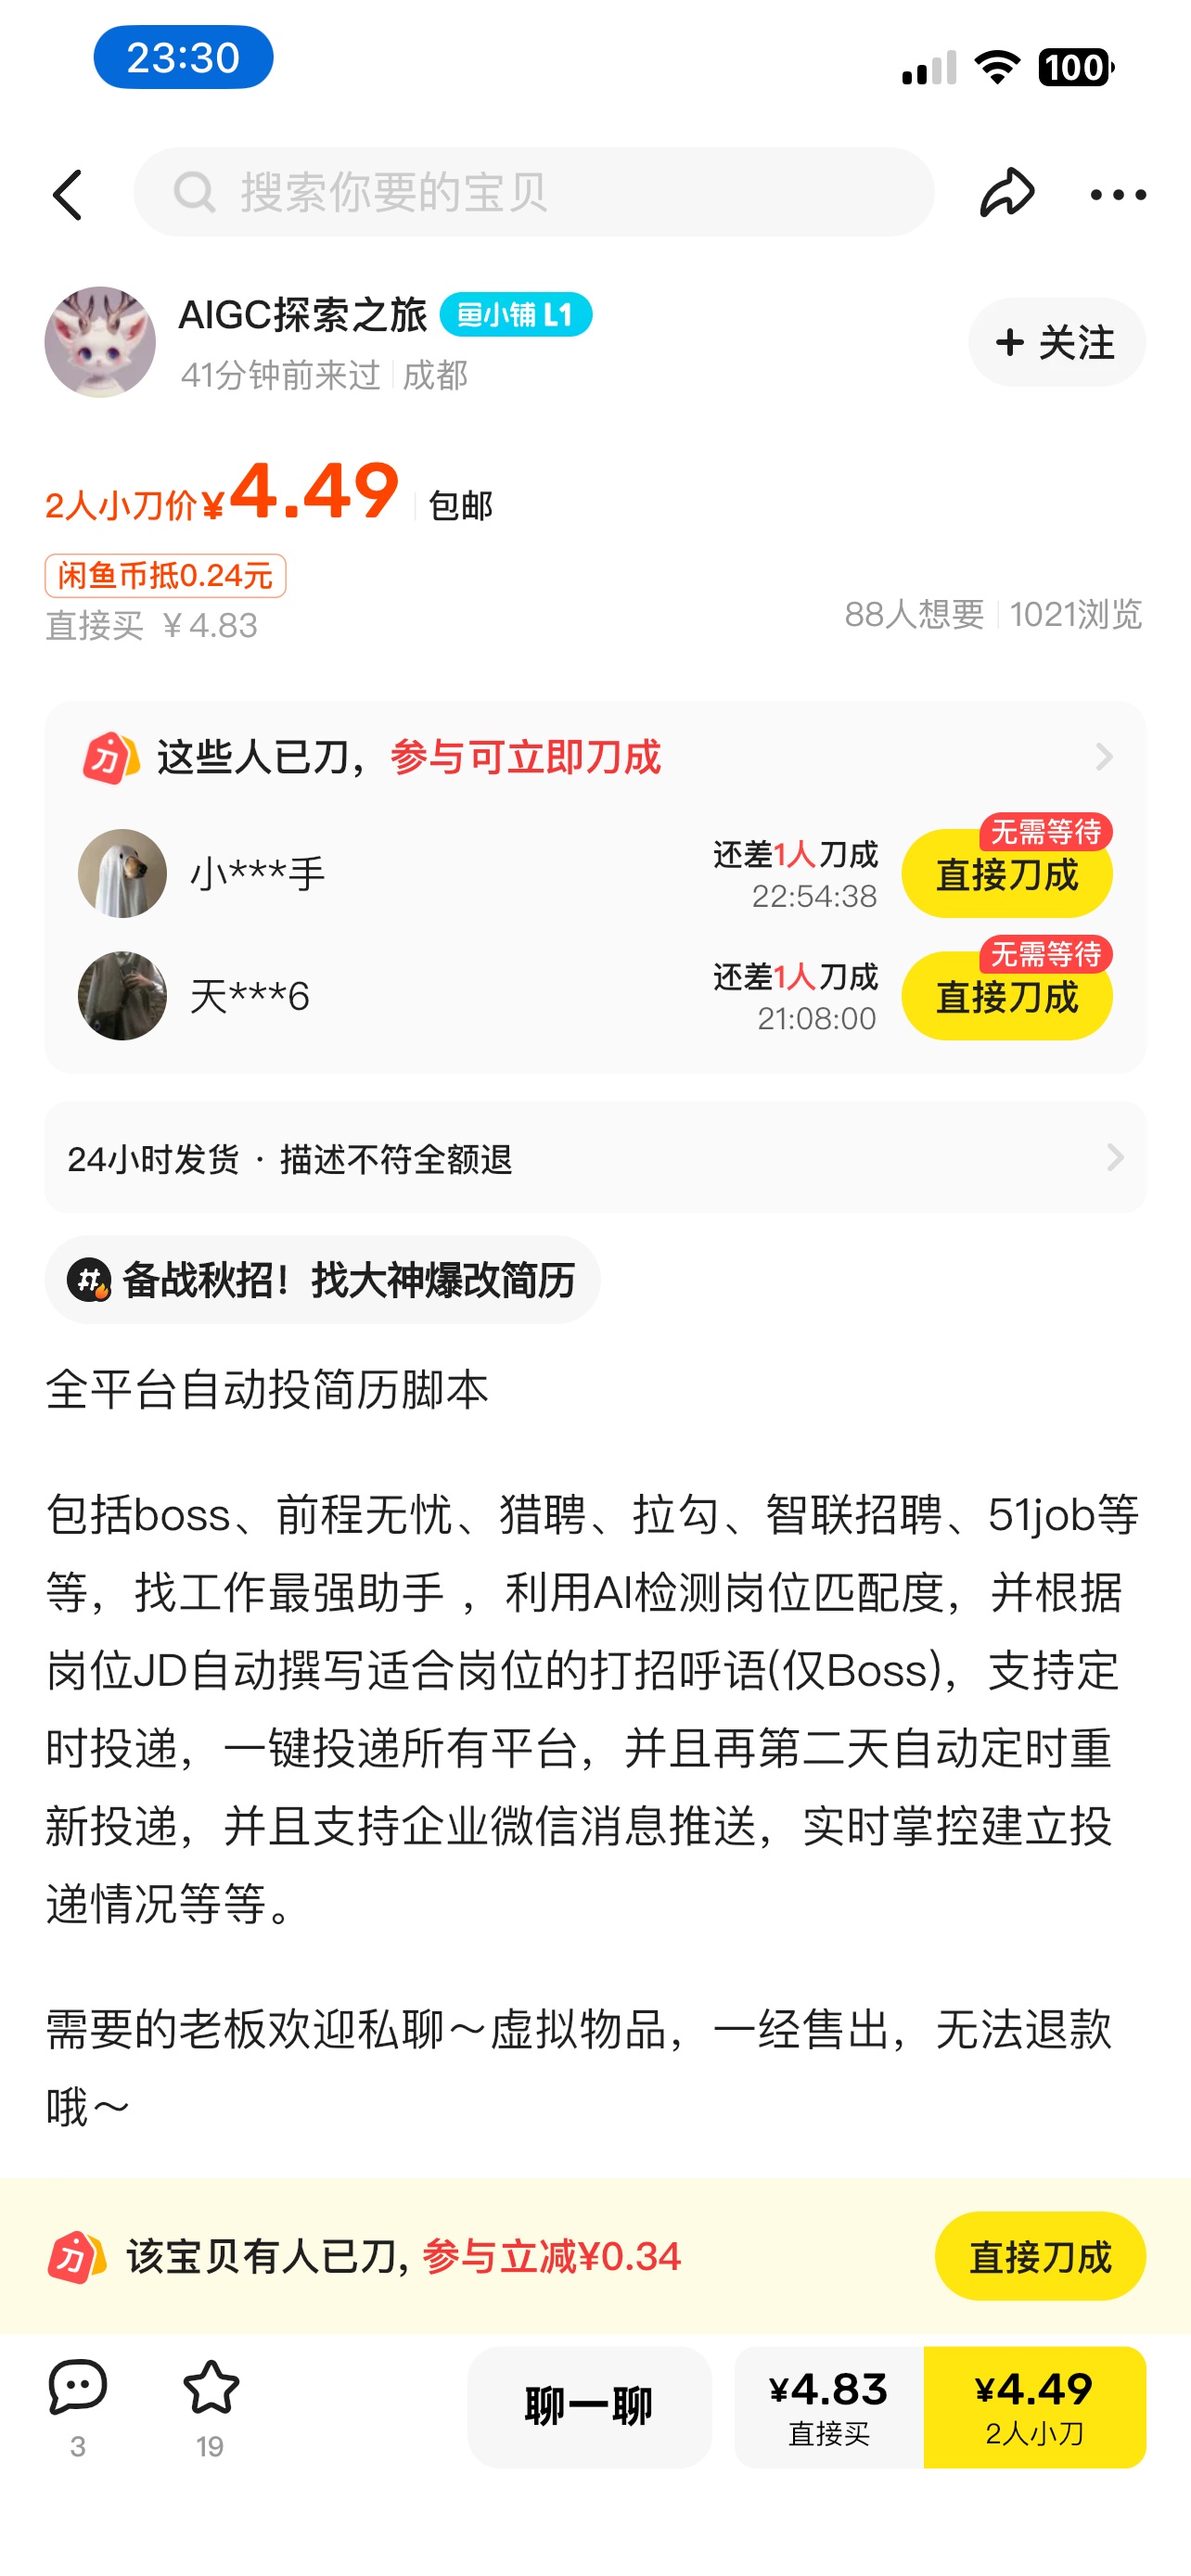 23:30
100
搜索你要的宝贝
AIGC探索之旅 鱼小铺 L1
41分钟前来过 成都
+ 关注
2人小刀价¥4.49 包邮
闲鱼币抵0.24元
直接买 ¥4.83
88人想要 1021浏览
刀 这些人已刀，参与可立即刀成
小***手
还差1人刀成
22:54:38
无需等待
直接刀成
天***6
还差1人刀成
21:08:00
无需等待
直接刀成
24小时发货 · 描述不符全额退
# 备战秋招！找大神爆改简历
全平台自动投简历脚本
包括boss、前程无忧、猎聘、拉勾、智联招聘、51job等
等，找工作最强助手 ，利用AI检测岗位匹配度，并根据
岗位JD自动撰写适合岗位的打招呼语(仅Boss)，支持定
时投递，一键投递所有平台，并且再第二天自动定时重
新投递，并且支持企业微信消息推送，实时掌控建立投
递情况等等。
需要的老板欢迎私聊～虚拟物品，一经售出，无法退款
哦～
刀 该宝贝有人已刀, 参与立减¥0.34
直接刀成
3
19
聊一聊
¥4.83
直接买
¥4.49
2人小刀